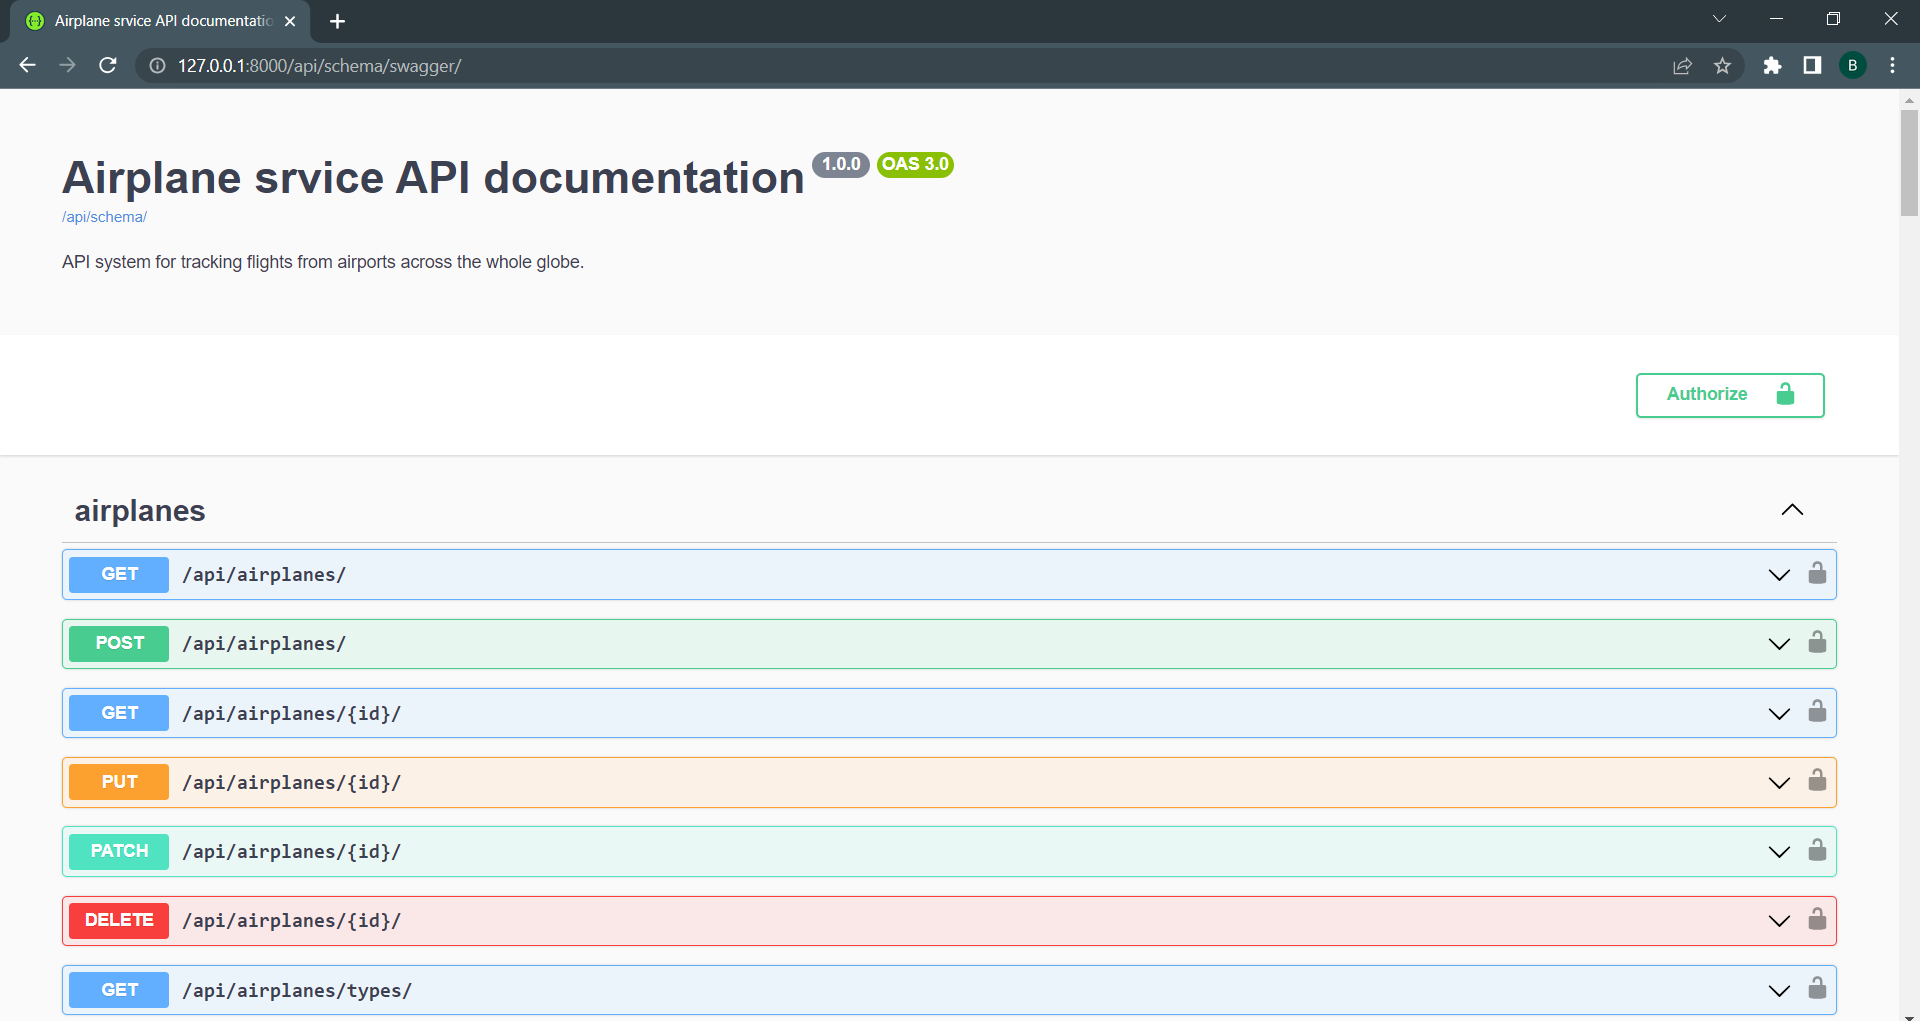 Airplane srvice API documentatio
127.0.0.1:8000/api/schema/swagger/
B
Airplane srvice API documentation 1.0.0 OAS 3.0
/api/schema/
API system for tracking flights from airports across the whole globe.
Authorize
airplanes
GET /api/airplanes/
POST /api/airplanes/
GET /api/airplanes/{id}/
PUT /api/airplanes/{id}/
PATCH /api/airplanes/{id}/
DELETE /api/airplanes/{id}/
GET /api/airplanes/types/